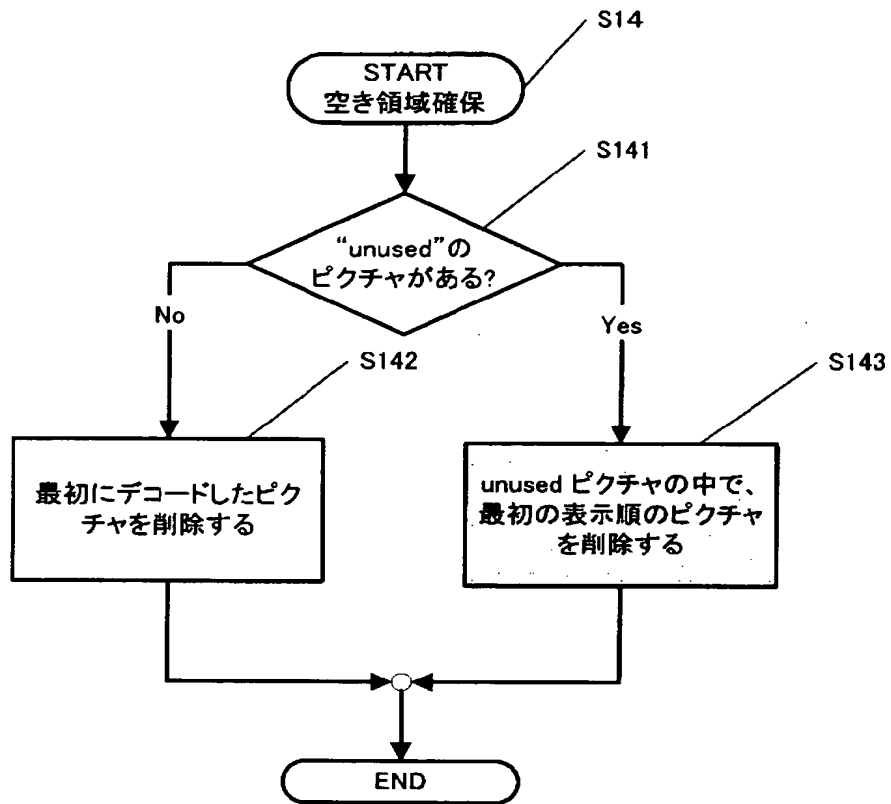 S14
START
空き領域確保
S141
“unused”の
ピクチャがある?
No
Yes
S142
S143
最初にデコードしたピク
チャを削除する
unused ピクチャの中で、
最初の表示順のピクチャ
を削除する
END